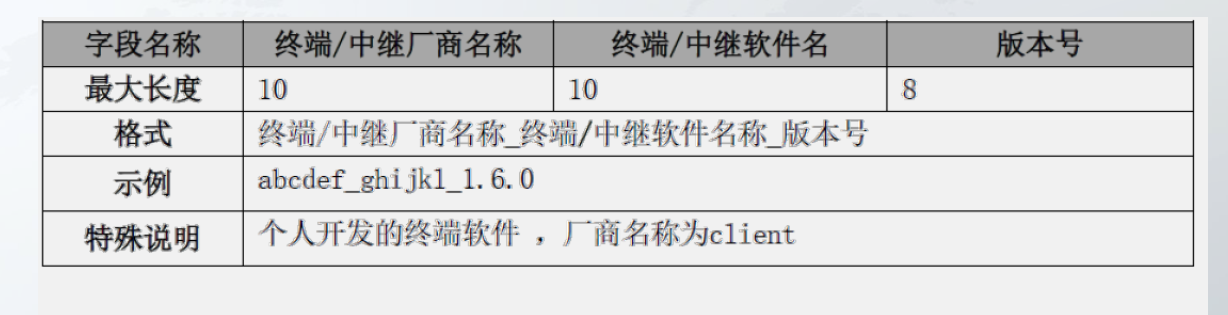 字段名称 终端/中继厂商名称 终端/中继软件名 版本号
最大长度 10 10 8
格式 终端/中继厂商名称_终端/中继软件名称_版本号
示例 abcdef_ghijkl_1.6.0
特殊说明 个人开发的终端软件 ，厂商名称为client